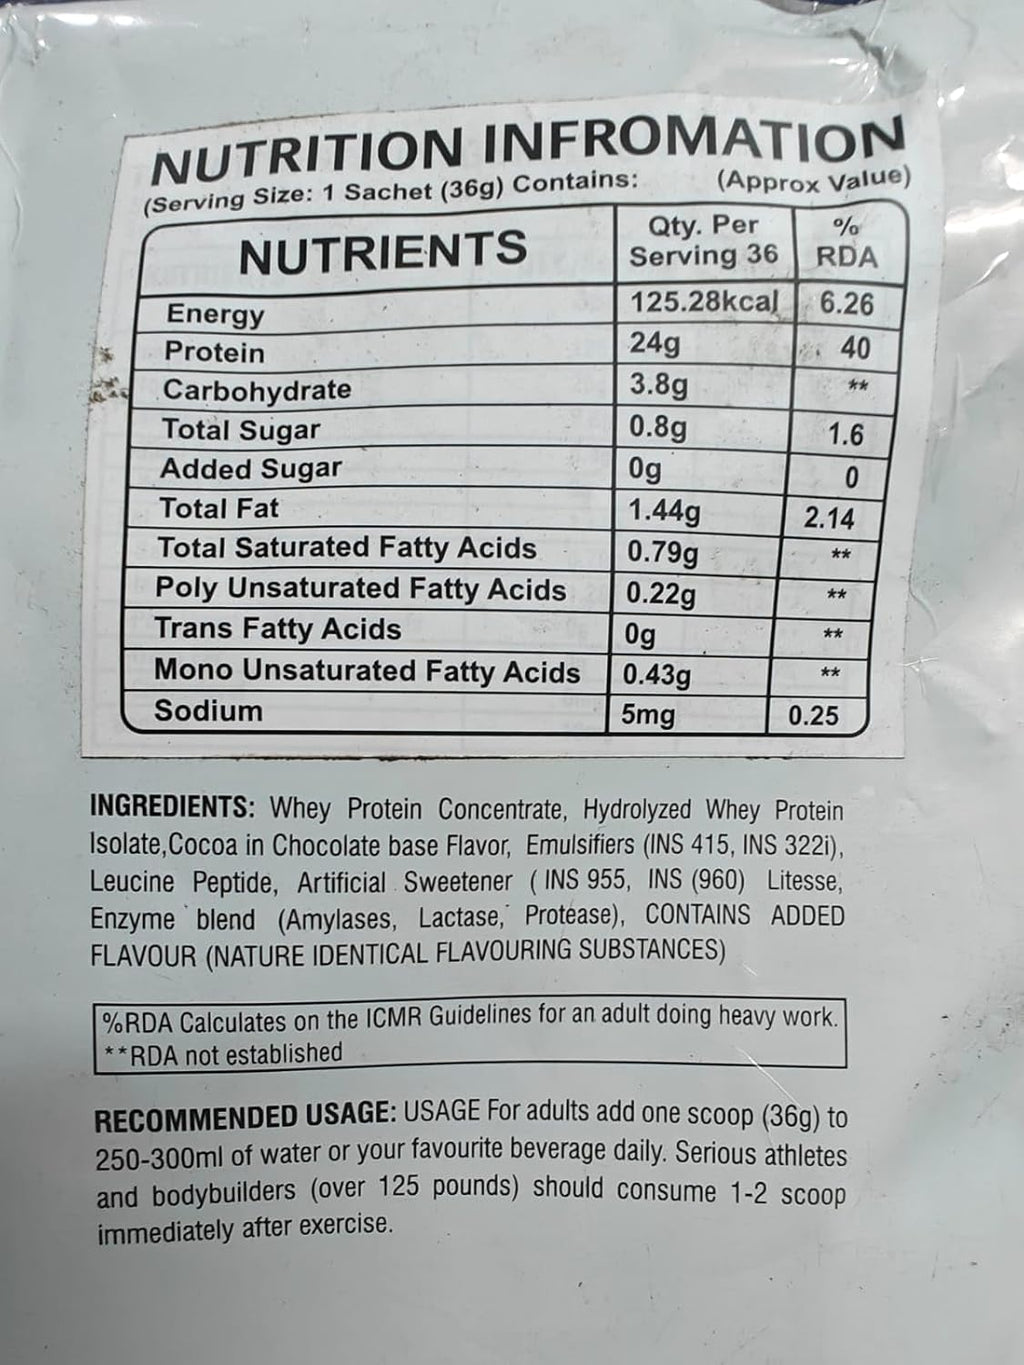 NUTRITION INFROMATION
(Serving Size: 1 Sachet (36g) Contains: (Approx Value)
NUTRIENTS Qty. Per Serving 36 % RDA
Energy 125.28kcal 6.26
Protein 24g 40
Carbohydrate 3.8g **
Total Sugar 0.8g 1.6
Added Sugar 0g 0
Total Fat 1.44g 2.14
Total Saturated Fatty Acids 0.79g **
Poly Unsaturated Fatty Acids 0.22g **
Trans Fatty Acids 0g **
Mono Unsaturated Fatty Acids 0.43g **
Sodium 5mg 0.25
INGREDIENTS: Whey Protein Concentrate, Hydrolyzed Whey Protein
Isolate,Cocoa in Chocolate base Flavor, Emulsifiers (INS 415, INS 322i),
Leucine Peptide, Artificial Sweetener ( INS 955, INS (960) Litesse,
Enzyme blend (Amylases, Lactase, Protease), CONTAINS ADDED
FLAVOUR (NATURE IDENTICAL FLAVOURING SUBSTANCES)
%RDA Calculates on the ICMR Guidelines for an adult doing heavy work.
**RDA not established
RECOMMENDED USAGE: USAGE For adults add one scoop (36g) to
250-300ml of water or your favourite beverage daily. Serious athletes
and bodybuilders (over 125 pounds) should consume 1-2 scoop
immediately after exercise.